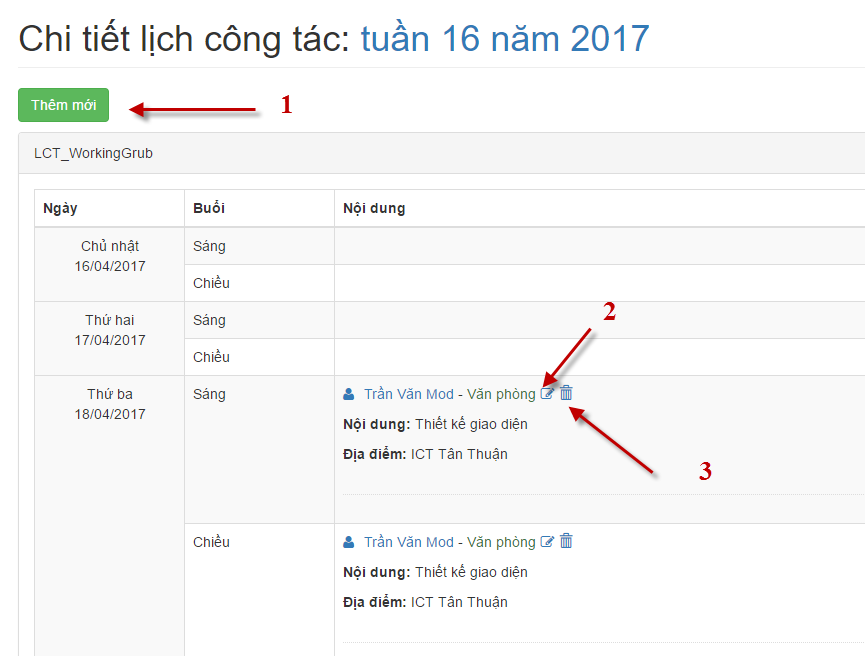 Chi tiết lịch công tác: tuần 16 năm 2017
Thêm mới
1
LCT_WorkingGrub
Ngày Buổi Nội dung
Chủ nhật
16/04/2017
Sáng
Chiều
Thứ hai
17/04/2017
Sáng
Chiều
2
Thứ ba
18/04/2017
Sáng
Trần Văn Mod - Văn phòng
Nội dung: Thiết kế giao diện
Địa điểm: ICT Tân Thuận
3
Chiều
Trần Văn Mod - Văn phòng
Nội dung: Thiết kế giao diện
Địa điểm: ICT Tân Thuận